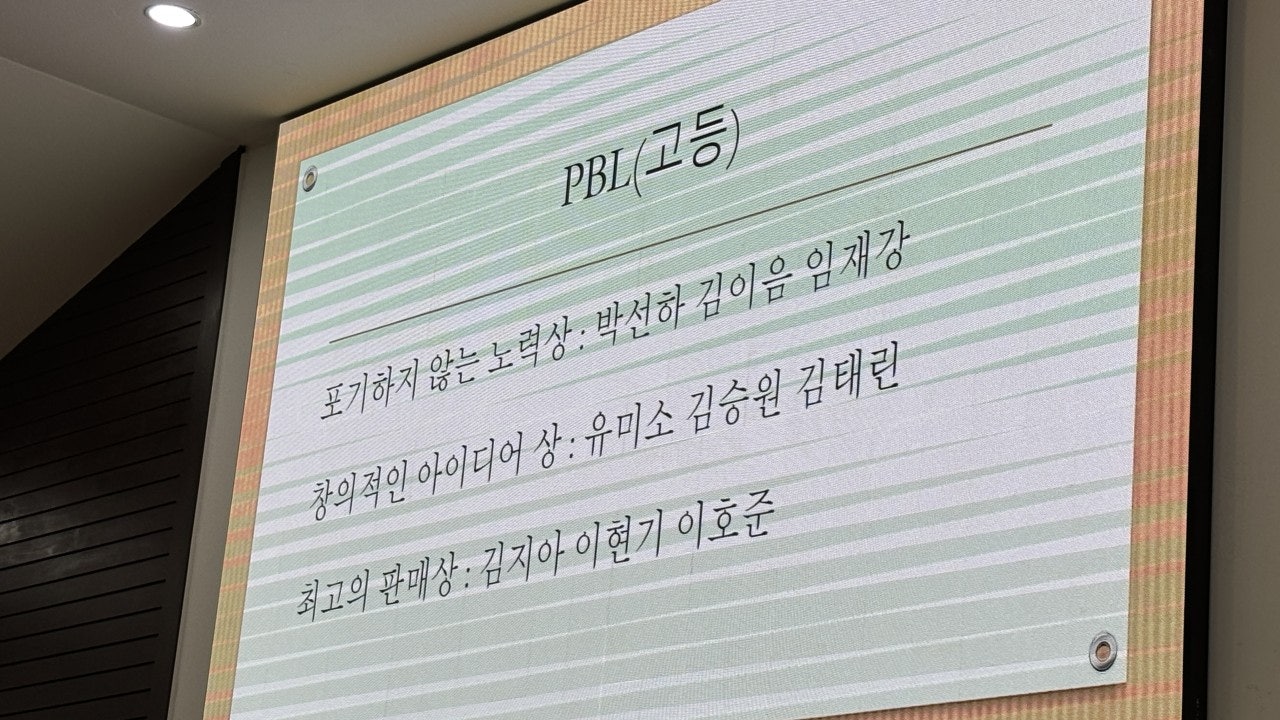 PBL(고등)
포기하지 않는 노력상 : 박선하 김이음 임재강
창의적인 아이디어 상 : 유미소 김승원 김태린
최고의 판매상 : 김지아 이현기 이호준